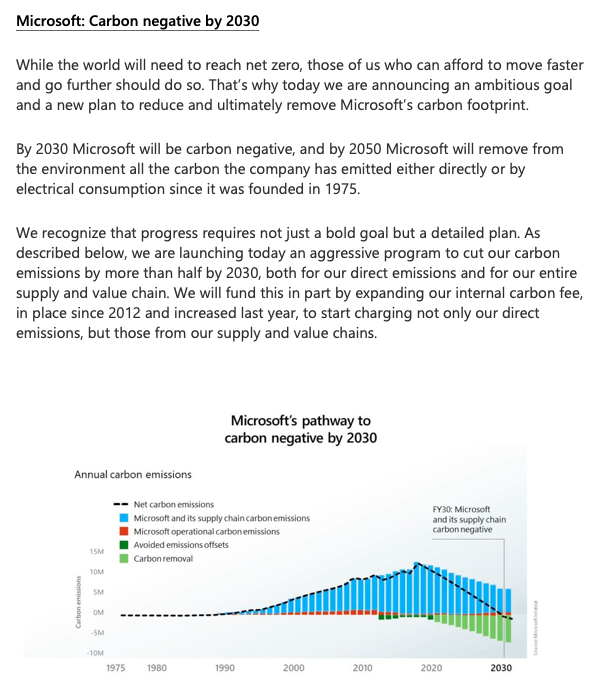 Microsoft: Carbon negative by 2030
While the world will need to reach net zero, those of us who can afford to move faster
and go further should do so. That's why today we are announcing an ambitious goal
and a new plan to reduce and ultimately remove Microsoft's carbon footprint.
By 2030 Microsoft will be carbon negative, and by 2050 Microsoft will remove from
the environment all the carbon the company has emitted either directly or by
electrical consumption since it was founded in 1975.
We recognize that progress requires not just a bold goal but a detailed plan. As
described below, we are launching today an aggressive program to cut our carbon
emissions by more than half by 2030, both for our direct emissions and for our entire
supply and value chain. We will fund this in part by expanding our internal carbon fee,
in place since 2012 and increased last year, to start charging not only our direct
emissions, but those from our supply and value chains.
Microsoft's pathway to
carbon negative by 2030
Annual carbon emissions
Net carbon emissions
Microsoft and its supply chain carbon emissions
Microsoft operational carbon emissions
Avoided emissions offsets
Carbon removal
FY30: Microsoft
and its supply chain
carbon negative
Carbon emissions
15M
10M
5M
0M
-5M
-10M
1975 1980 1990 2000 2010 2020 2030
Source: Microsoft